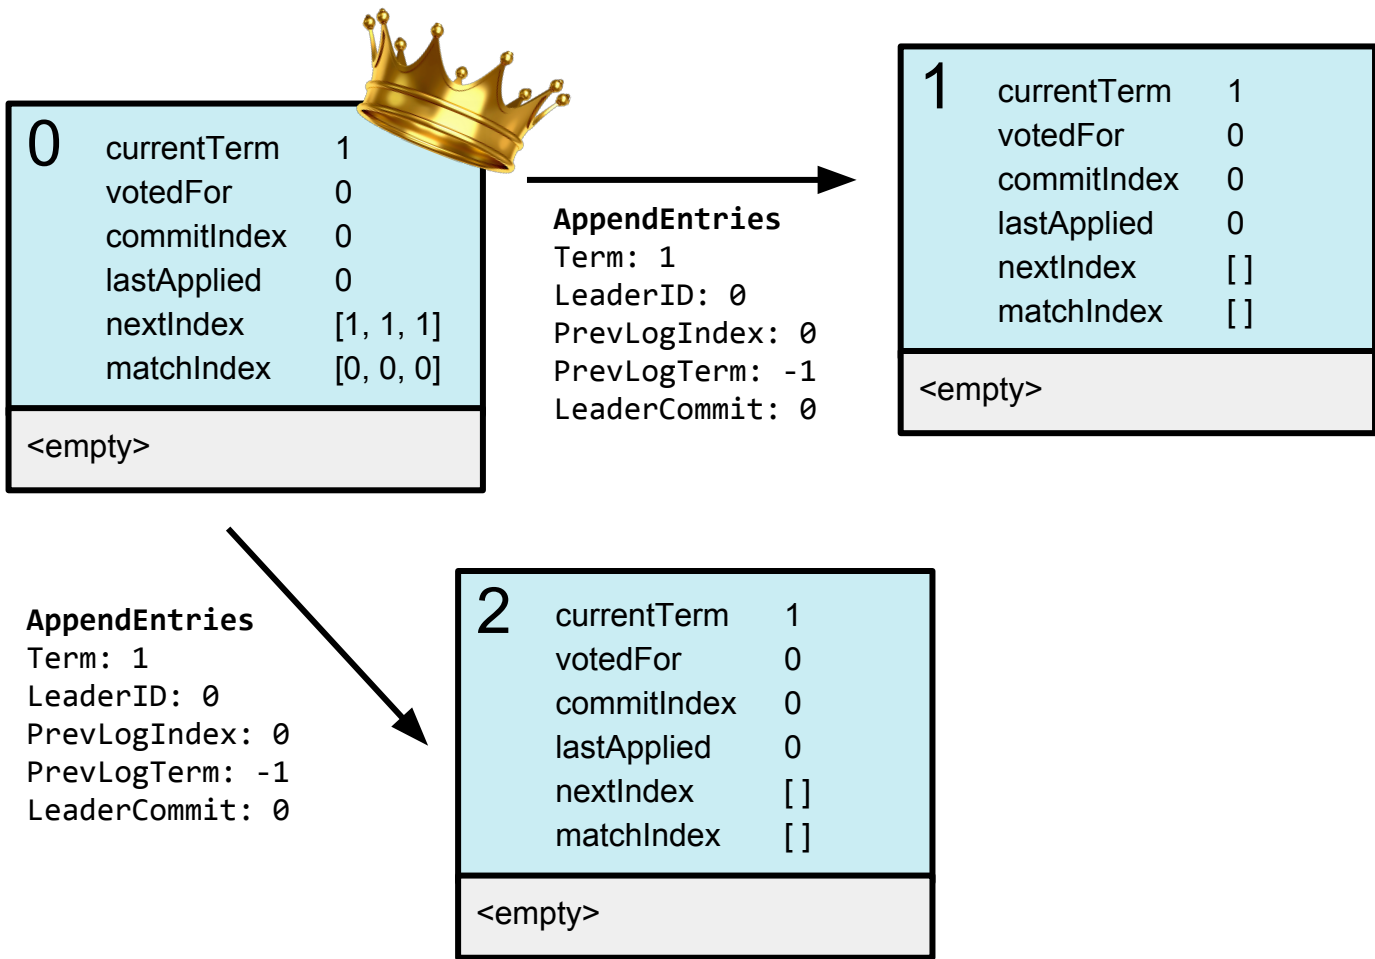 0
currentTerm 1
votedFor 0
commitIndex 0
lastApplied 0
nextIndex [1, 1, 1]
matchIndex [0, 0, 0]
<empty>
AppendEntries
Term: 1
LeaderID: 0
PrevLogIndex: 0
PrevLogTerm: -1
LeaderCommit: 0
1
currentTerm 1
votedFor 0
commitIndex 0
lastApplied 0
nextIndex [ ]
matchIndex [ ]
<empty>
AppendEntries
Term: 1
LeaderID: 0
PrevLogIndex: 0
PrevLogTerm: -1
LeaderCommit: 0
2
currentTerm 1
votedFor 0
commitIndex 0
lastApplied 0
nextIndex [ ]
matchIndex [ ]
<empty>